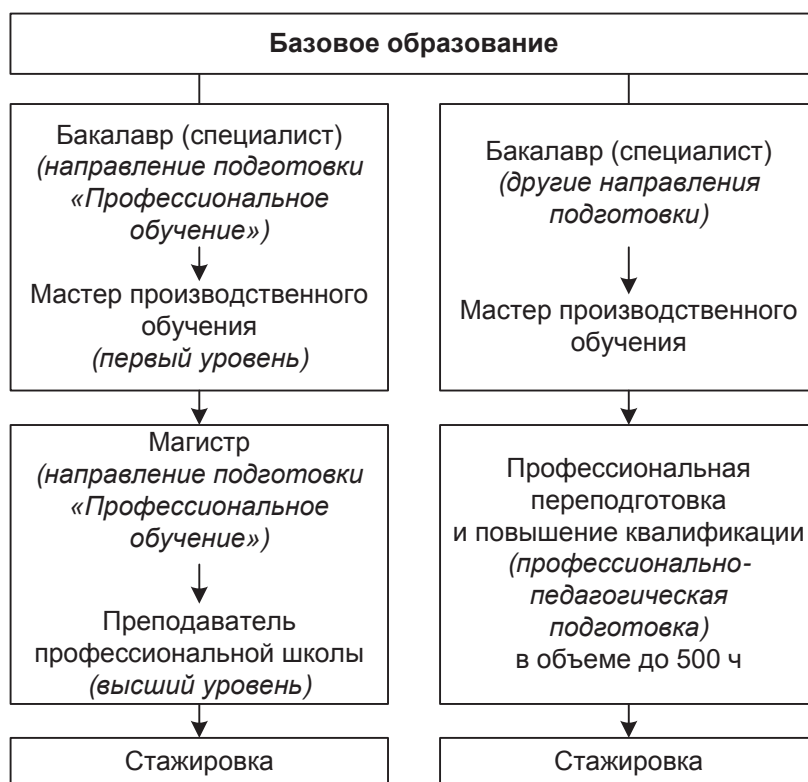 Базовое образование
Бакалавр (специалист)
(направление подготовки
«Профессиональное
обучение»)
Мастер производственного
обучения
(первый уровень)
Магистр
(направление подготовки
«Профессиональное
обучение»)
Преподаватель
профессиональной школы
(высший уровень)
Стажировка
Бакалавр (специалист)
(другие направления
подготовки)
Мастер производственного
обучения
Профессиональная
переподготовка
и повышение квалификации
(профессионально-
педагогическая
подготовка)
в объеме до 500 ч
Стажировка